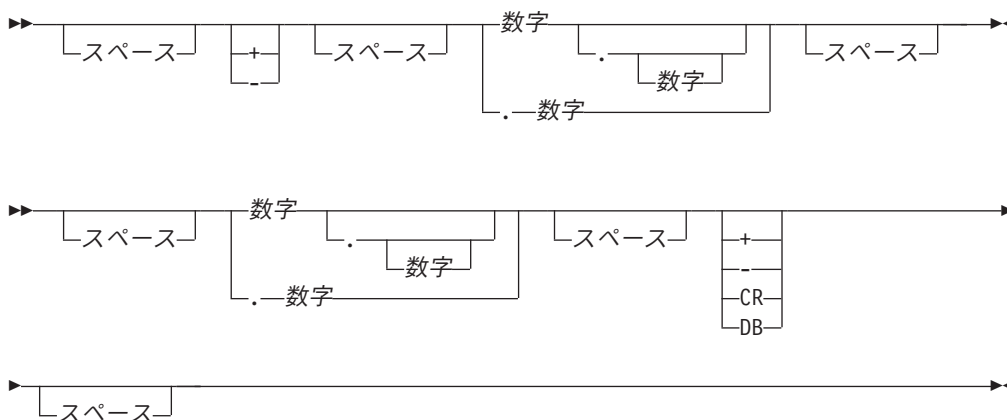 数字
スペース + スペース . スペース
- 数字
. 数字
数字
スペース . スペース +
数字 -
. 数字 CR
DB
スペース